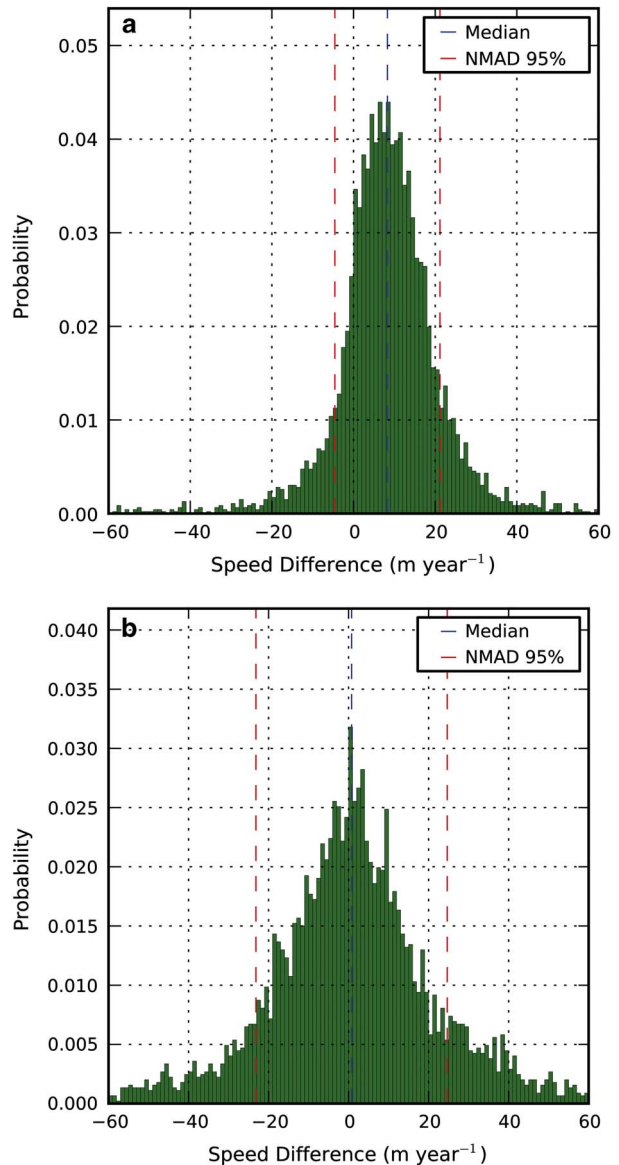 a
Median
NMAD 95%
0.05
0.04
0.03
0.02
0.01
0.00
Probability
−60 −40 −20 0 20 40 60
Speed Difference (m year⁻¹)
b
Median
NMAD 95%
0.040
0.035
0.030
0.025
0.020
0.015
0.010
0.005
0.000
Probability
−60 −40 −20 0 20 40 60
Speed Difference (m year⁻¹)